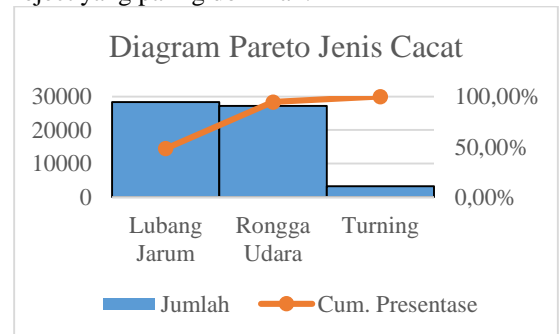 Diagram Pareto Jenis Cacat
30000
20000
10000
0
100,00%
50,00%
0,00%
Lubang Jarum
Rongga Udara
Turning
Jumlah
Cum. Presentase